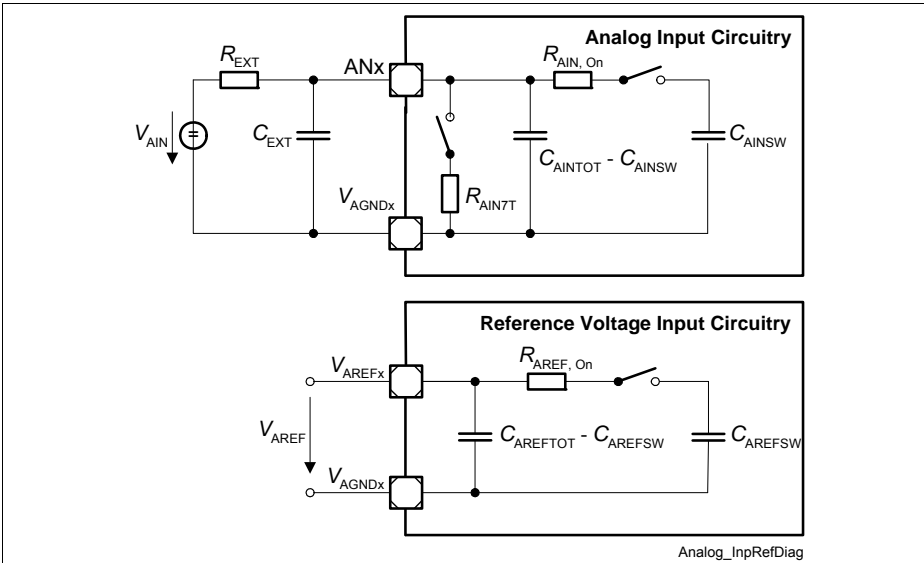 Analog Input Circuitry
R_EXT
ANx
R_AIN, On
V_AIN
C_EXT
C_AINTOT - C_AINSW
C_AINSW
R_AIN7T
V_AGNDx
Reference Voltage Input Circuitry
R_AREF, On
V_AREFx
V_AREF
C_AREFTOT - C_AREFSW
C_AREFSW
V_AGNDx
Analog_InpRefDiag